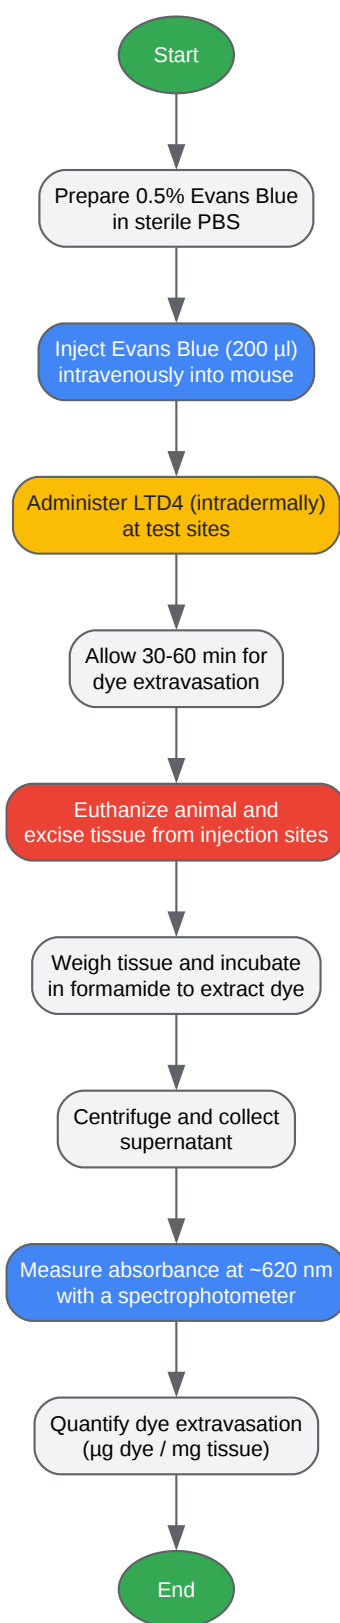 Start
Prepare 0.5% Evans Blue
in sterile PBS
Inject Evans Blue (200 µl)
intravenously into mouse
Administer LTD4 (intradermally)
at test sites
Allow 30-60 min for
dye extravasation
Euthanize animal and
excise tissue from injection sites
Weigh tissue and incubate
in formamide to extract dye
Centrifuge and collect
supernatant
Measure absorbance at ~620 nm
with a spectrophotometer
Quantify dye extravasation
(µg dye / mg tissue)
End